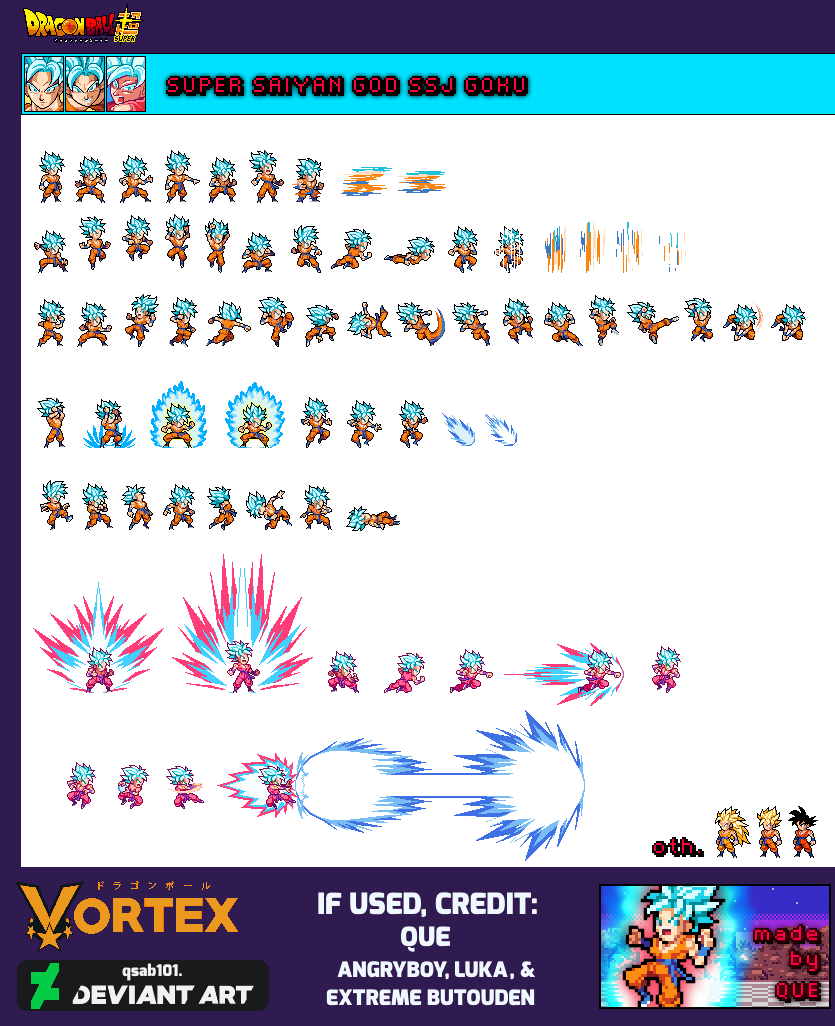 DRAGON BALL 超
SUPER
SUPER SAIYAN GOD SSJ GOKU
oth.
ドラゴンボール
VORTEX
qsab101.
DEVIANT ART
IF USED, CREDIT:
QUE
ANGRYBOY, LUKA, &
EXTREME BUTOUDEN
made
by
QUE